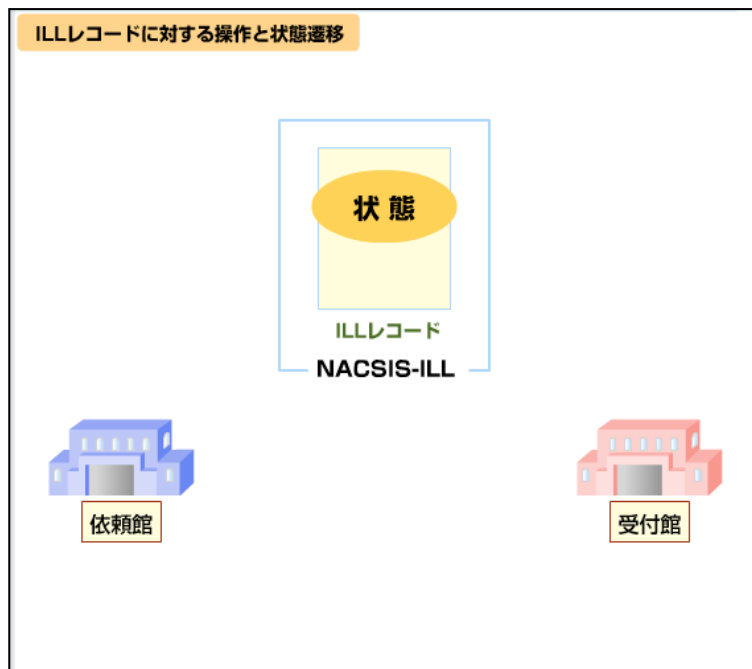 ILLレコードに対する操作と状態遷移
状 態
ILLレコード
NACSIS-ILL
依頼館
受付館